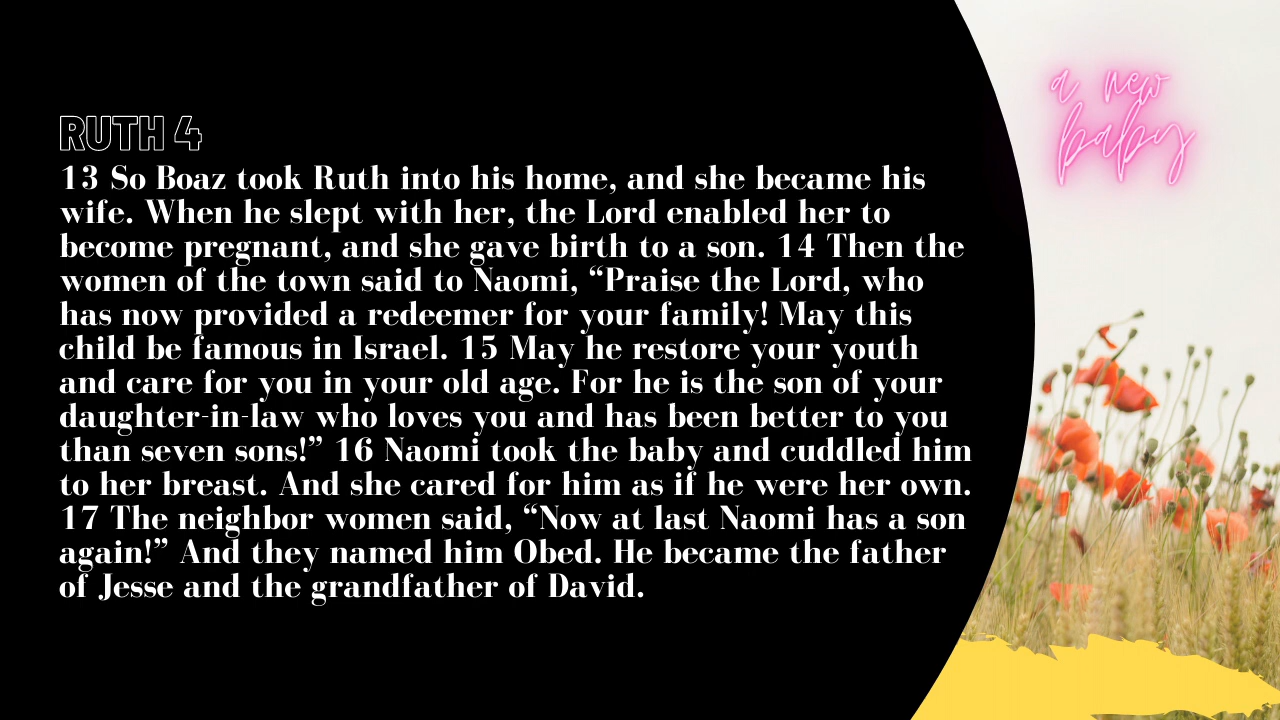 RUTH 4
13 So Boaz took Ruth into his home, and she became his
wife. When he slept with her, the Lord enabled her to
become pregnant, and she gave birth to a son. 14 Then the
women of the town said to Naomi, “Praise the Lord, who
has now provided a redeemer for your family! May this
child be famous in Israel. 15 May he restore your youth
and care for you in your old age. For he is the son of your
daughter-in-law who loves you and has been better to you
than seven sons!” 16 Naomi took the baby and cuddled him
to her breast. And she cared for him as if he were her own.
17 The neighbor women said, “Now at last Naomi has a son
again!” And they named him Obed. He became the father
of Jesse and the grandfather of David.
a new
baby